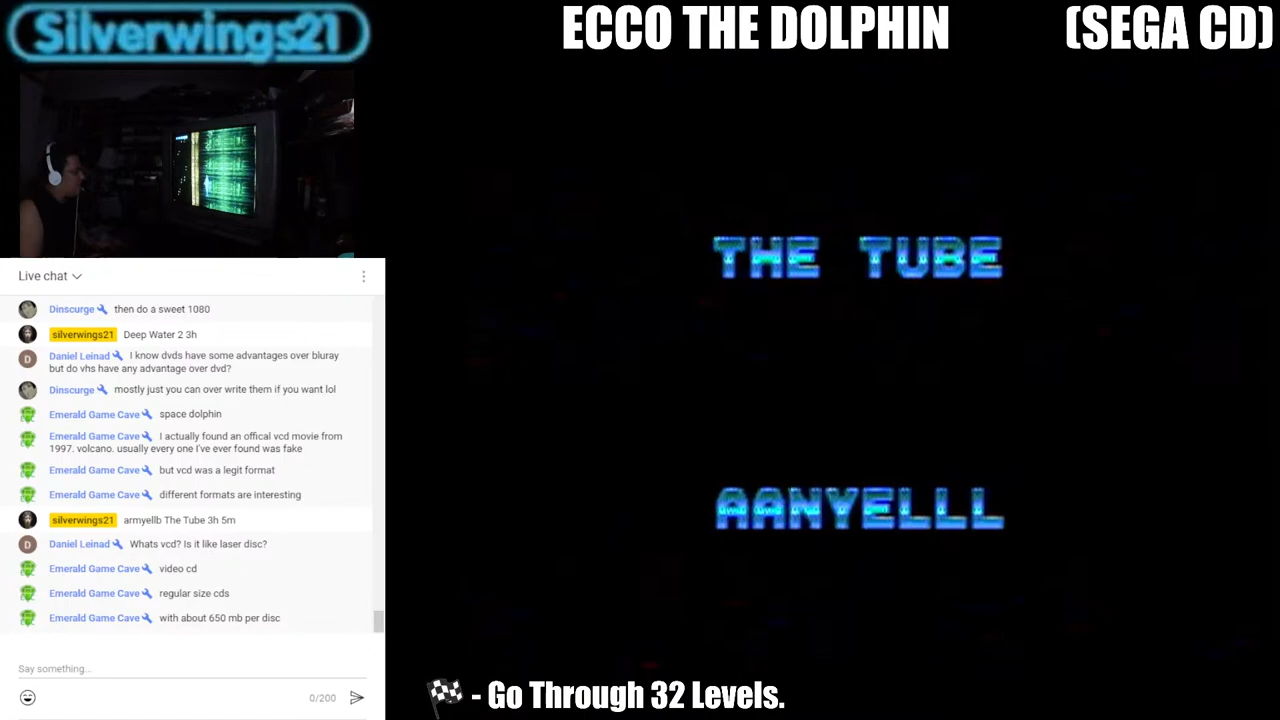 Silverwings21
ECCO THE DOLPHIN (SEGA CD)
Live chat
Dinscurge then do a sweet 1080
silverwings21 Deep Water 2 3h
Daniel Leinad I know dvds have some advantages over bluray
but do vhs have any advantage over dvd?
Dinscurge mostly just you can over write them if you want lol
Emerald Game Cave space dolphin
Emerald Game Cave I actually found an offical vcd movie from
1997. volcano. usually every one I've ever found was fake
Emerald Game Cave but vcd was a legit format
Emerald Game Cave different formats are interesting
silverwings21 armyellb The Tube 3h 5m
D Daniel Leinad Whats vcd? Is it like laser disc?
Emerald Game Cave video cd
Emerald Game Cave regular size cds
Emerald Game Cave with about 650 mb per disc
Say something...
0/200
THE TUBE
AANYELLL
- Go Through 32 Levels.